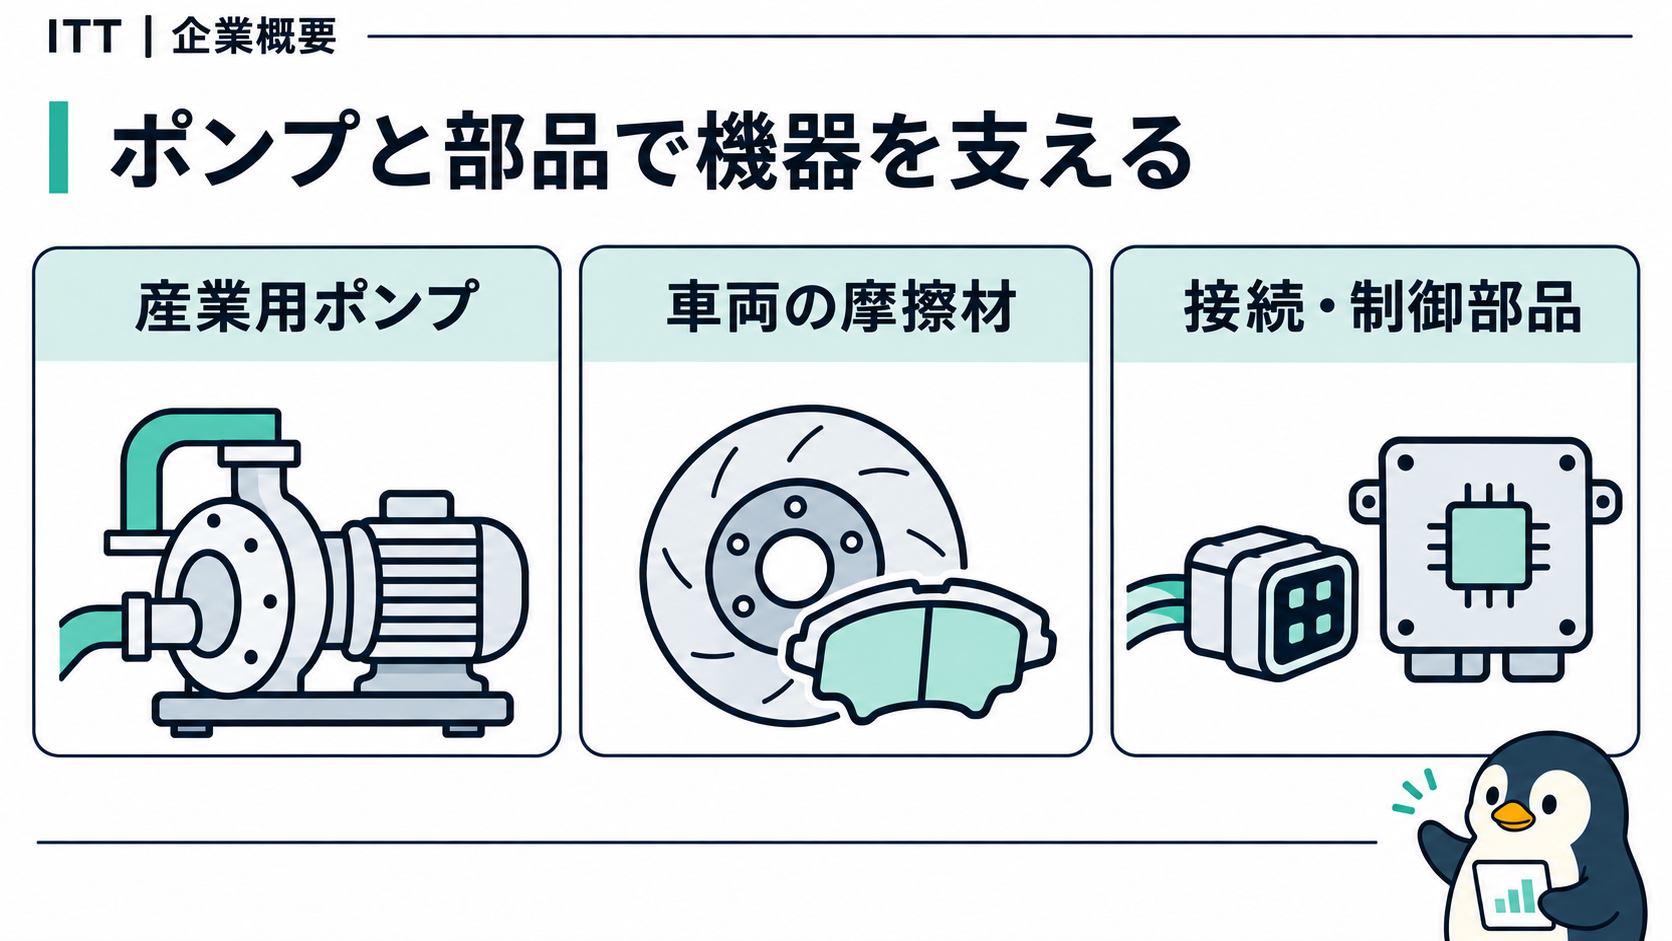 ITT | 企業概要
ポンプと部品で機器を支える
産業用ポンプ
車両の摩擦材
接続・制御部品